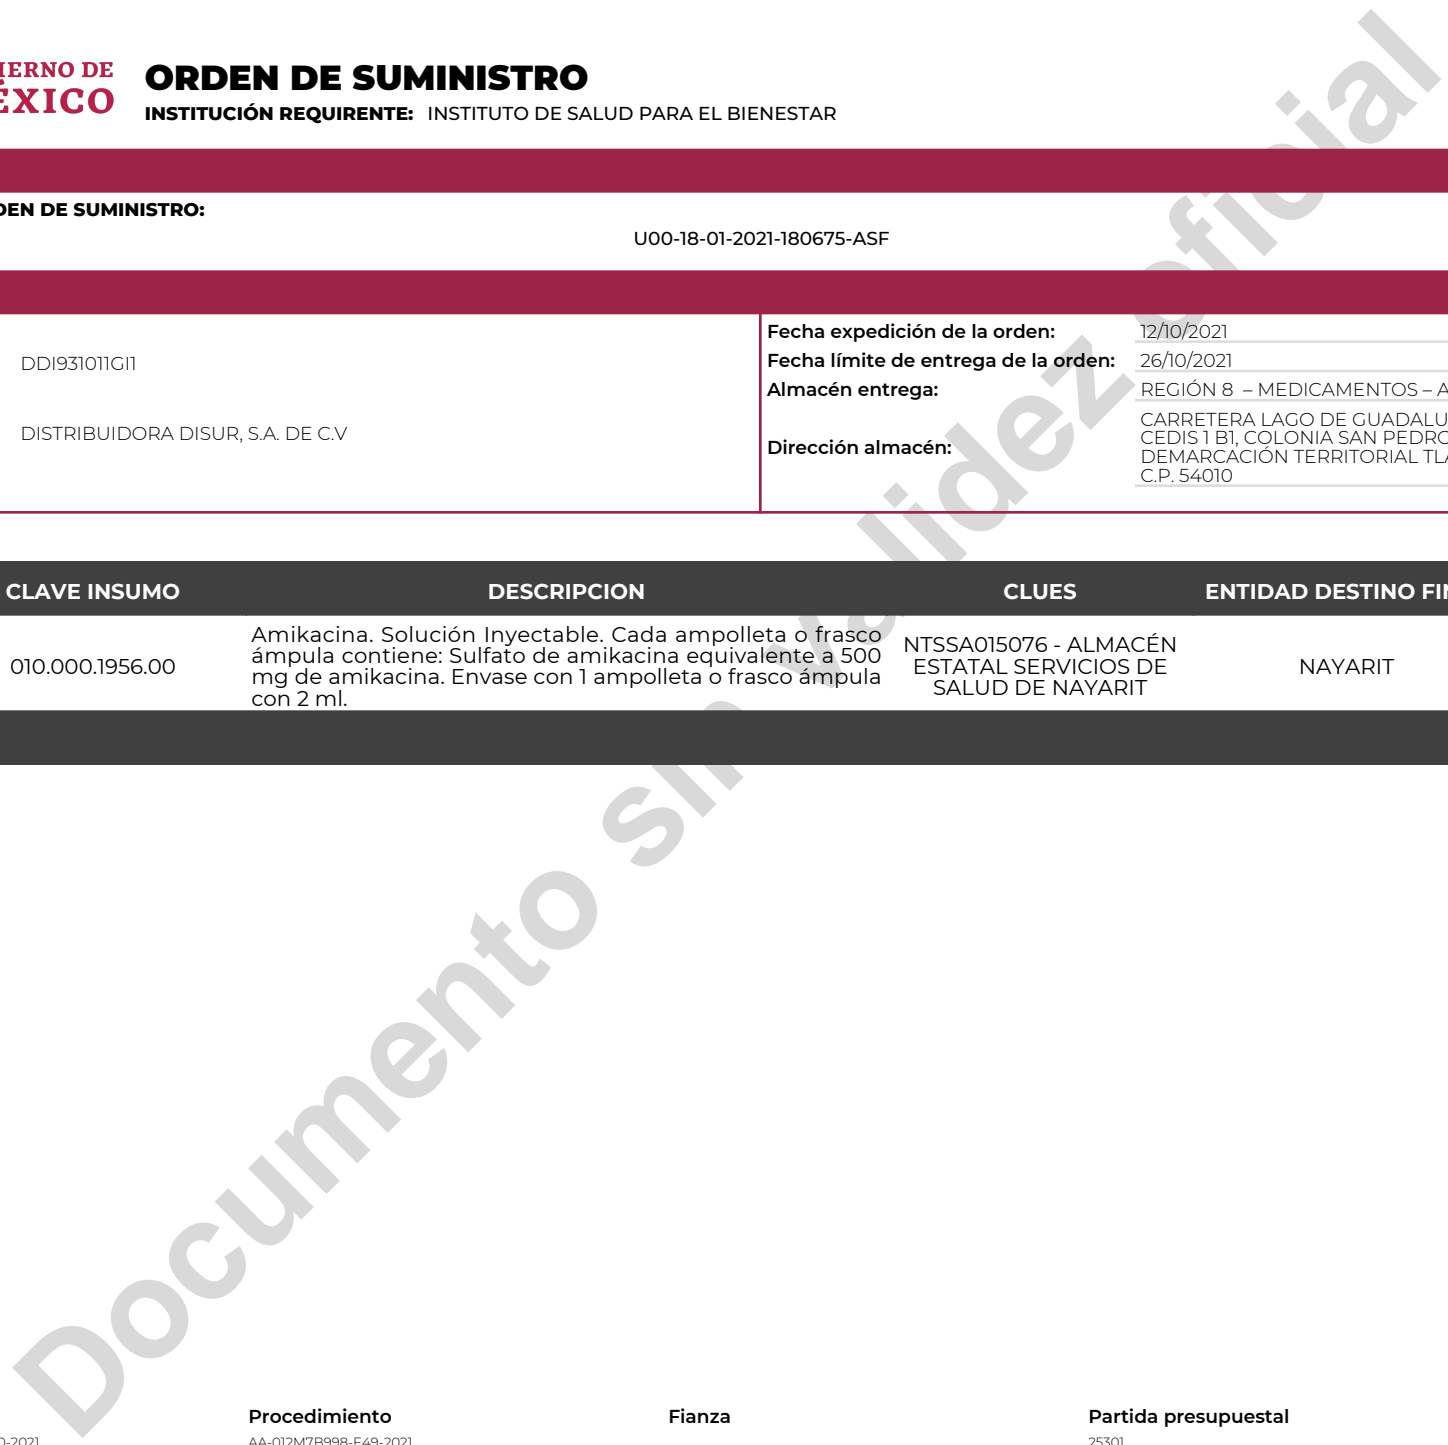 IERNO DE
ÉXICO
ORDEN DE SUMINISTRO
INSTITUCIÓN REQUIRENTE: INSTITUTO DE SALUD PARA EL BIENESTAR
DEN DE SUMINISTRO:
U00-18-01-2021-180675-ASF
DDI931011GI1
DISTRIBUIDORA DISUR, S.A. DE C.V
Fecha expedición de la orden: 12/10/2021
Fecha límite de entrega de la orden: 26/10/2021
Almacén entrega: REGIÓN 8 – MEDICAMENTOS – A
Dirección almacén:
CARRETERA LAGO DE GUADALU
CEDIS 1 B1, COLONIA SAN PEDRO
DEMARCACIÓN TERRITORIAL TLA
C.P. 54010
CLAVE INSUMO DESCRIPCION CLUES ENTIDAD DESTINO FIN
010.000.1956.00
Amikacina. Solución Inyectable. Cada ampolleta o frasco
ámpula contiene: Sulfato de amikacina equivalente a 500
mg de amikacina. Envase con 1 ampolleta o frasco ámpula
con 2 ml.
NTSSA015076 - ALMACÉN
ESTATAL SERVICIOS DE
SALUD DE NAYARIT
NAYARIT
Documento sin validez oficial
Procedimiento Fianza Partida presupuestal
0-2021 AA-012M7B998-E49-2021 25301